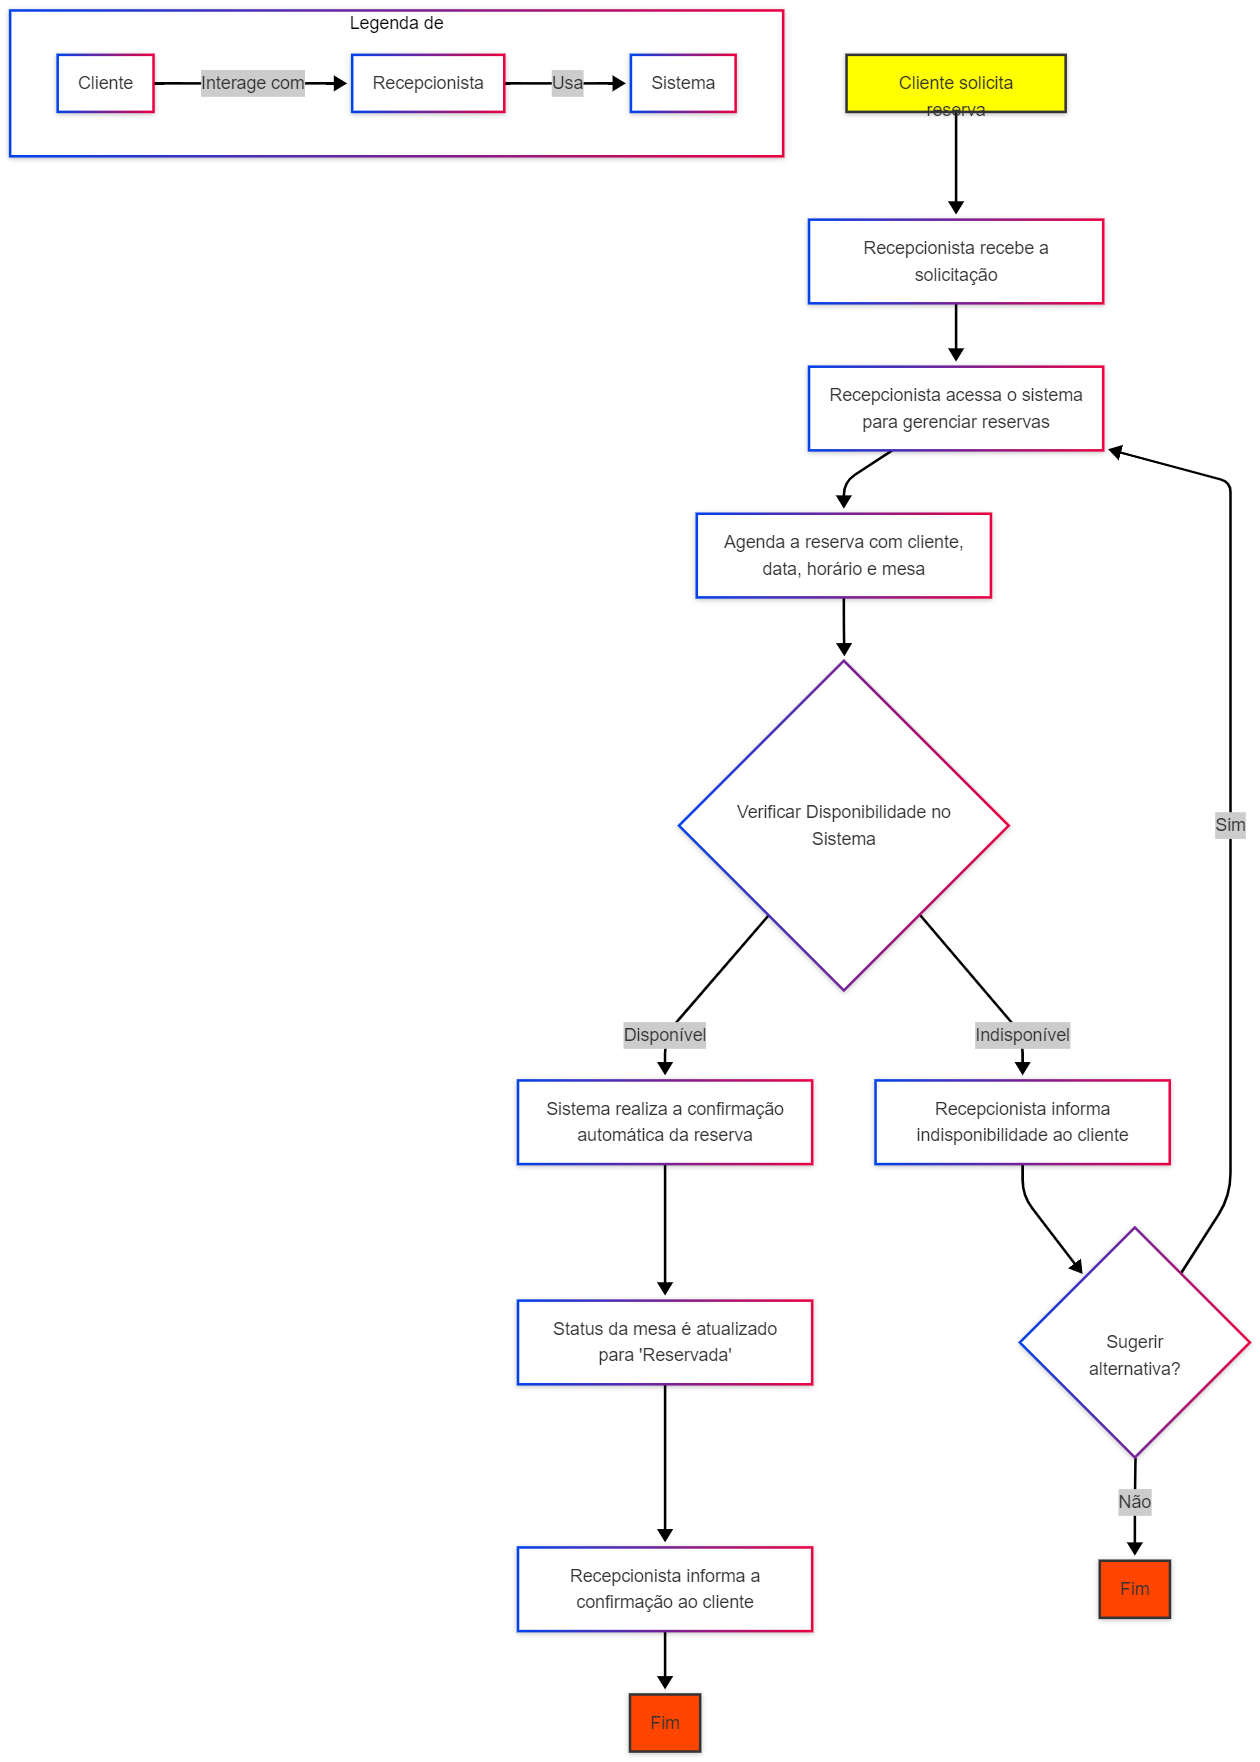 Legenda de
Cliente
Interage com
Recepcionista
Usa
Sistema
Cliente solicita
reserva
Recepcionista recebe a
solicitação
Recepcionista acessa o sistema
para gerenciar reservas
Agenda a reserva com cliente,
data, horário e mesa
Verificar Disponibilidade no
Sistema
Sim
Disponível
Indisponível
Sistema realiza a confirmação
automática da reserva
Recepcionista informa
indisponibilidade ao cliente
Status da mesa é atualizado
para 'Reservada'
Sugerir
alternativa?
Não
Recepcionista informa a
confirmação ao cliente
Fim
Fim